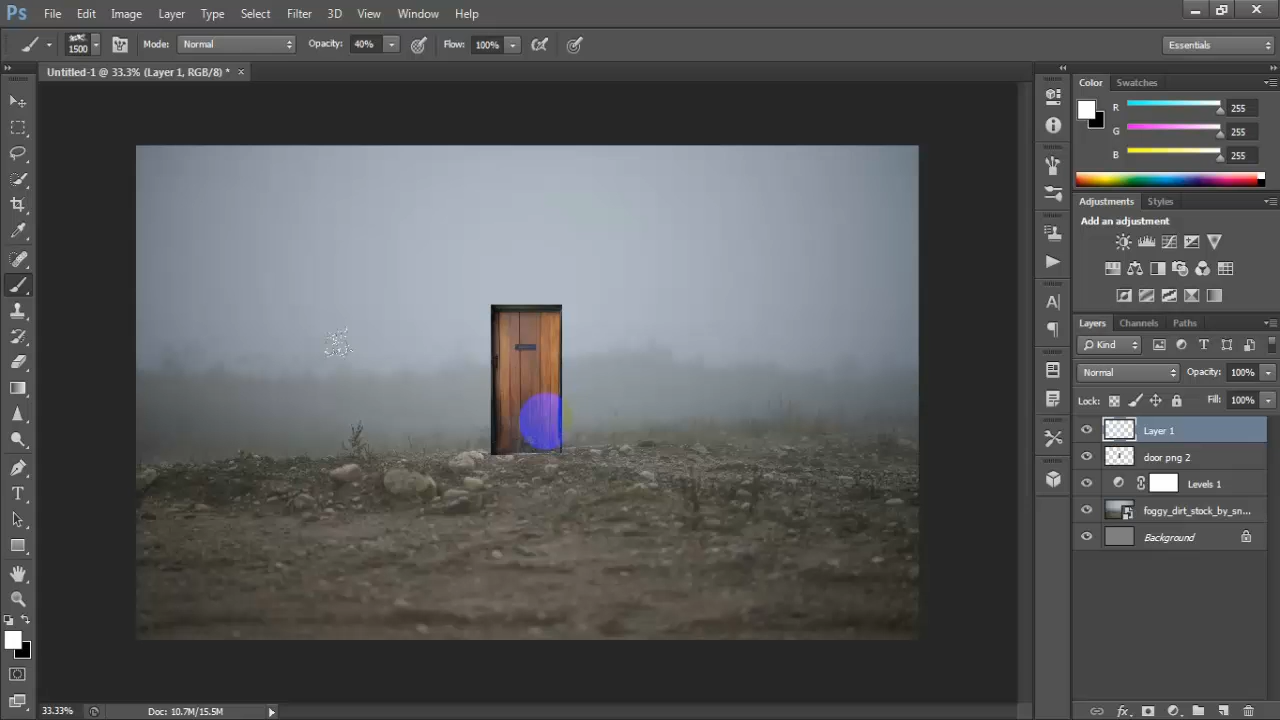 Ps File Edit Image Layer Type Select Filter 3D View Window Help
1500 Mode: Normal Opacity: 40% Flow: 100% Essentials
Untitled-1 @ 33.3% (Layer 1, RGB/8) * ×
Color Swatches
R 255
G 255
B 255
Adjustments Styles
Add an adjustment
Layers Channels Paths
Kind
Normal Opacity: 100%
Lock: Fill: 100%
Layer 1
door png 2
Levels 1
foggy_dirt_stock_by_sn...
Background
33.33% Doc: 10.7M/15.5M